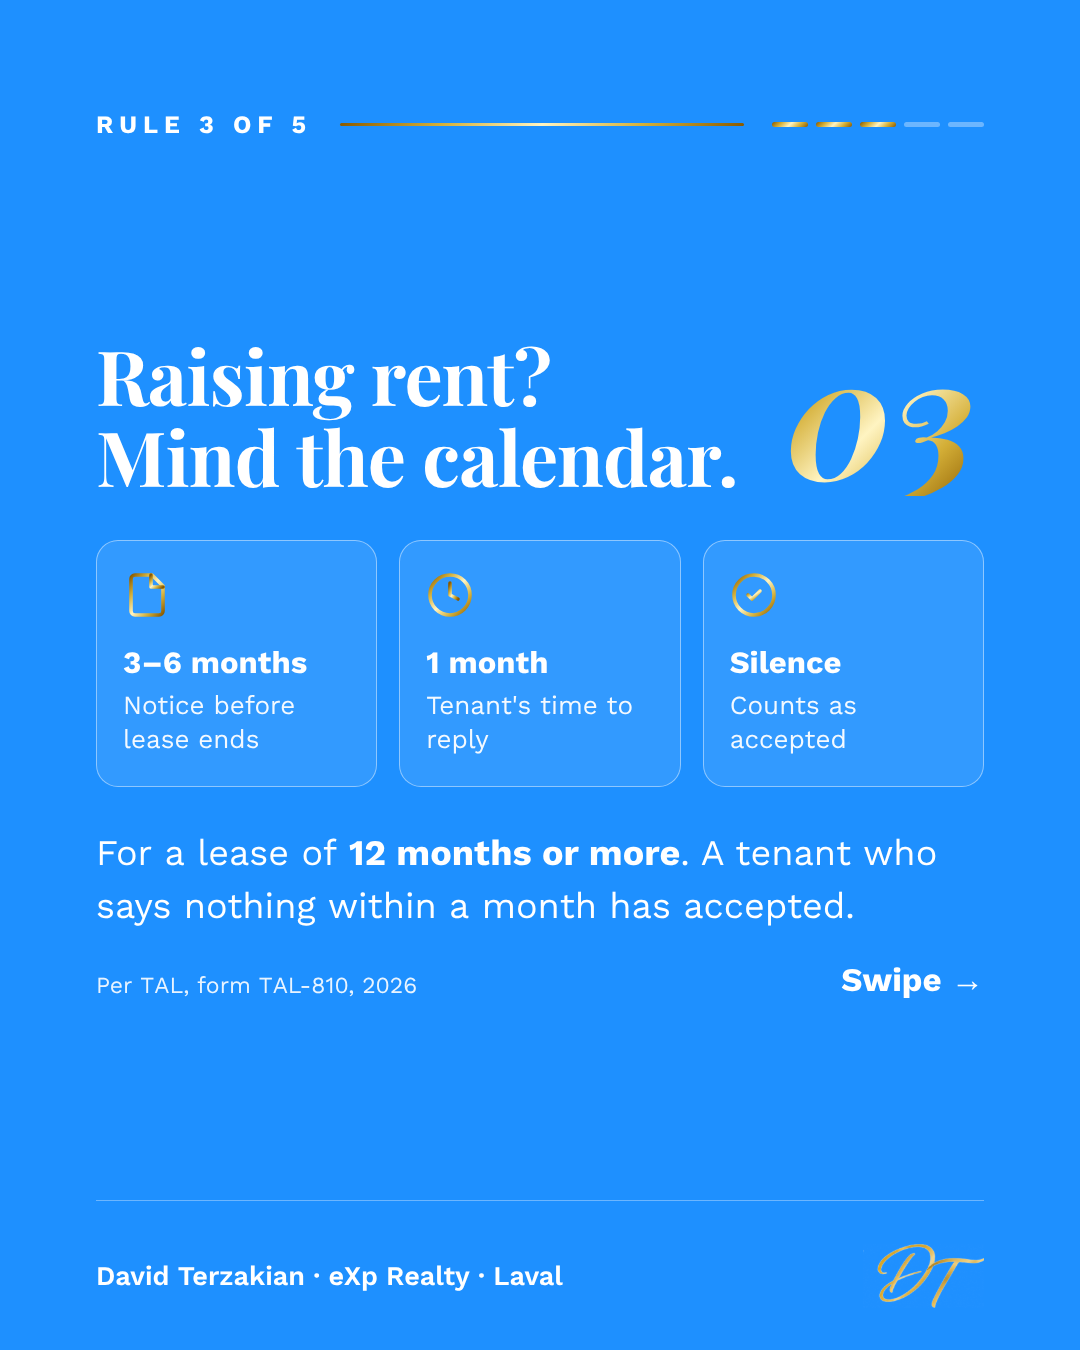 RULE 3 OF 5
Raising rent?
Mind the calendar.
03
3–6 months
Notice before
lease ends
1 month
Tenant's time to
reply
Silence
Counts as
accepted
For a lease of 12 months or more. A tenant who
says nothing within a month has accepted.
Per TAL, form TAL-810, 2026
Swipe →
David Terzakian · eXp Realty · Laval
DT